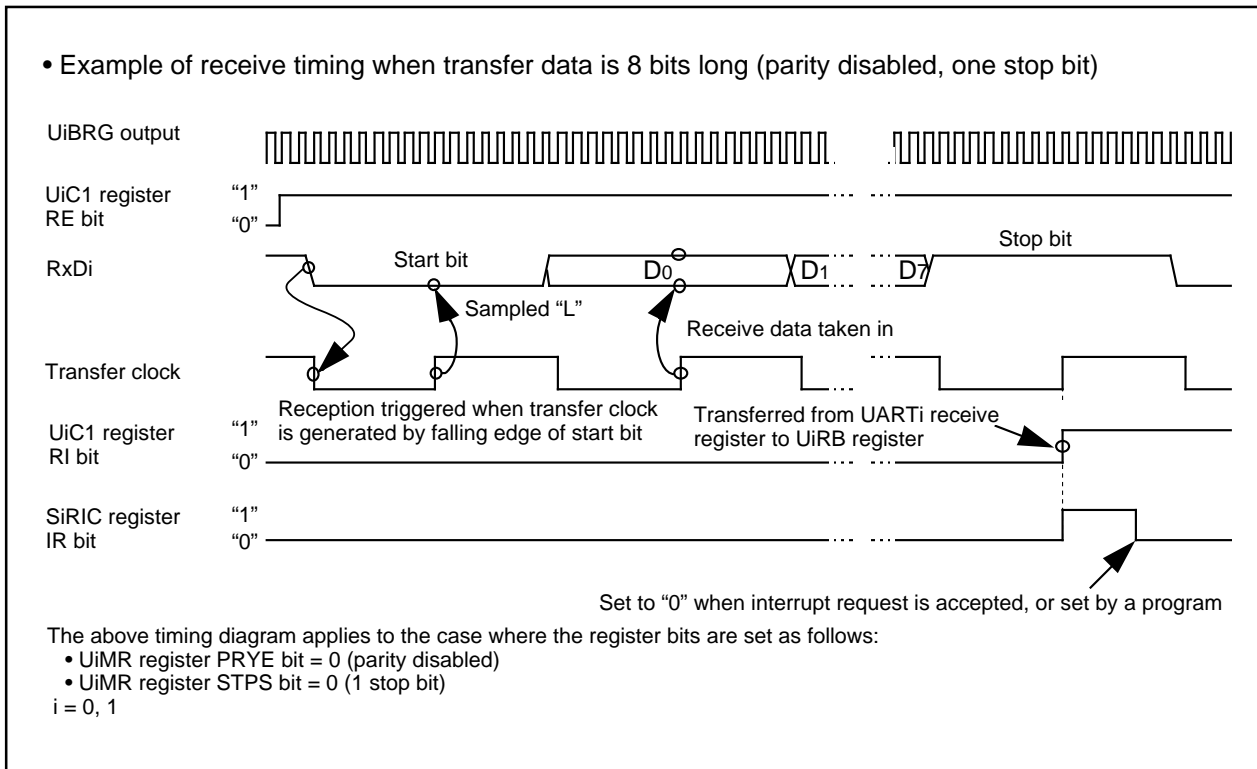 • Example of receive timing when transfer data is 8 bits long (parity disabled, one stop bit)
UiBRG output
UiC1 register
RE bit
“1”
“0”
RxDi
Start bit
D0
D1
D7
Stop bit
Sampled “L”
Receive data taken in
Transfer clock
Reception triggered when transfer clock
is generated by falling edge of start bit
Transferred from UARTi receive
register to UiRB register
UiC1 register
RI bit
“1”
“0”
SiRIC register
IR bit
“1”
“0”
Set to “0” when interrupt request is accepted, or set by a program
The above timing diagram applies to the case where the register bits are set as follows:
• UiMR register PRYE bit = 0 (parity disabled)
• UiMR register STPS bit = 0 (1 stop bit)
i = 0, 1